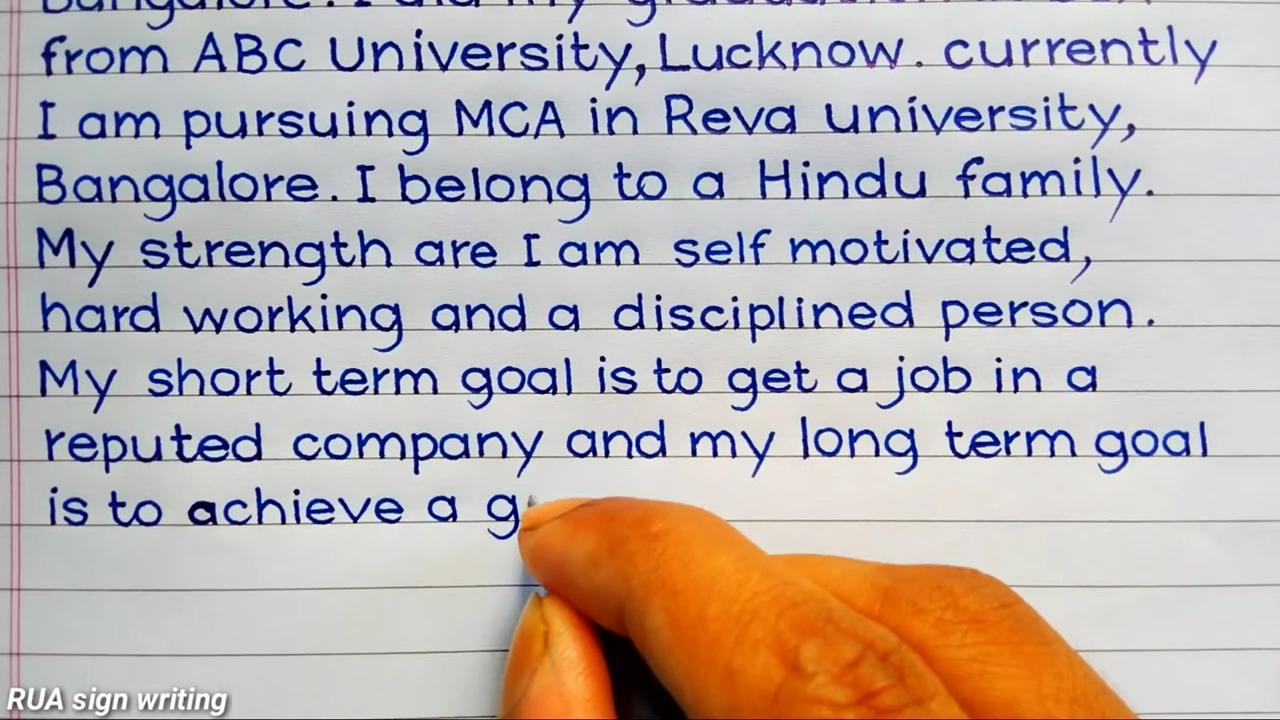 from ABC University, Lucknow. currently
I am pursuing MCA in Reva university,
Bangalore. I belong to a Hindu family.
My strength are I am self motivated,
hard working and a disciplined person.
My short term goal is to get a job in a
reputed company and my long term goal
is to achieve a g
RUA sign writing